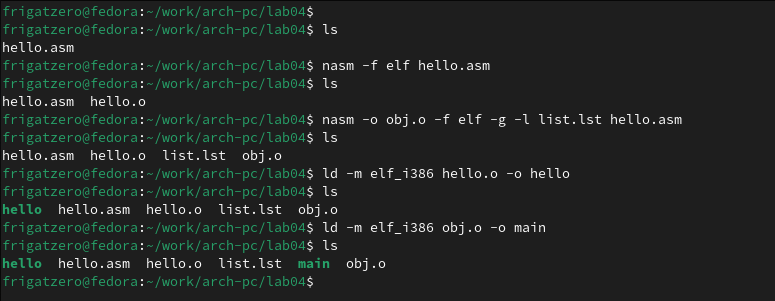 frigatzero@fedora:~/work/arch-pc/lab04$
frigatzero@fedora:~/work/arch-pc/lab04$ ls
hello.asm
frigatzero@fedora:~/work/arch-pc/lab04$ nasm -f elf hello.asm
frigatzero@fedora:~/work/arch-pc/lab04$ ls
hello.asm  hello.o
frigatzero@fedora:~/work/arch-pc/lab04$ nasm -o obj.o -f elf -g -l list.lst hello.asm
frigatzero@fedora:~/work/arch-pc/lab04$ ls
hello.asm  hello.o  list.lst  obj.o
frigatzero@fedora:~/work/arch-pc/lab04$ ld -m elf_i386 hello.o -o hello
frigatzero@fedora:~/work/arch-pc/lab04$ ls
hello  hello.asm  hello.o  list.lst  obj.o
frigatzero@fedora:~/work/arch-pc/lab04$ ld -m elf_i386 obj.o -o main
frigatzero@fedora:~/work/arch-pc/lab04$ ls
hello  hello.asm  hello.o  list.lst  main  obj.o
frigatzero@fedora:~/work/arch-pc/lab04$